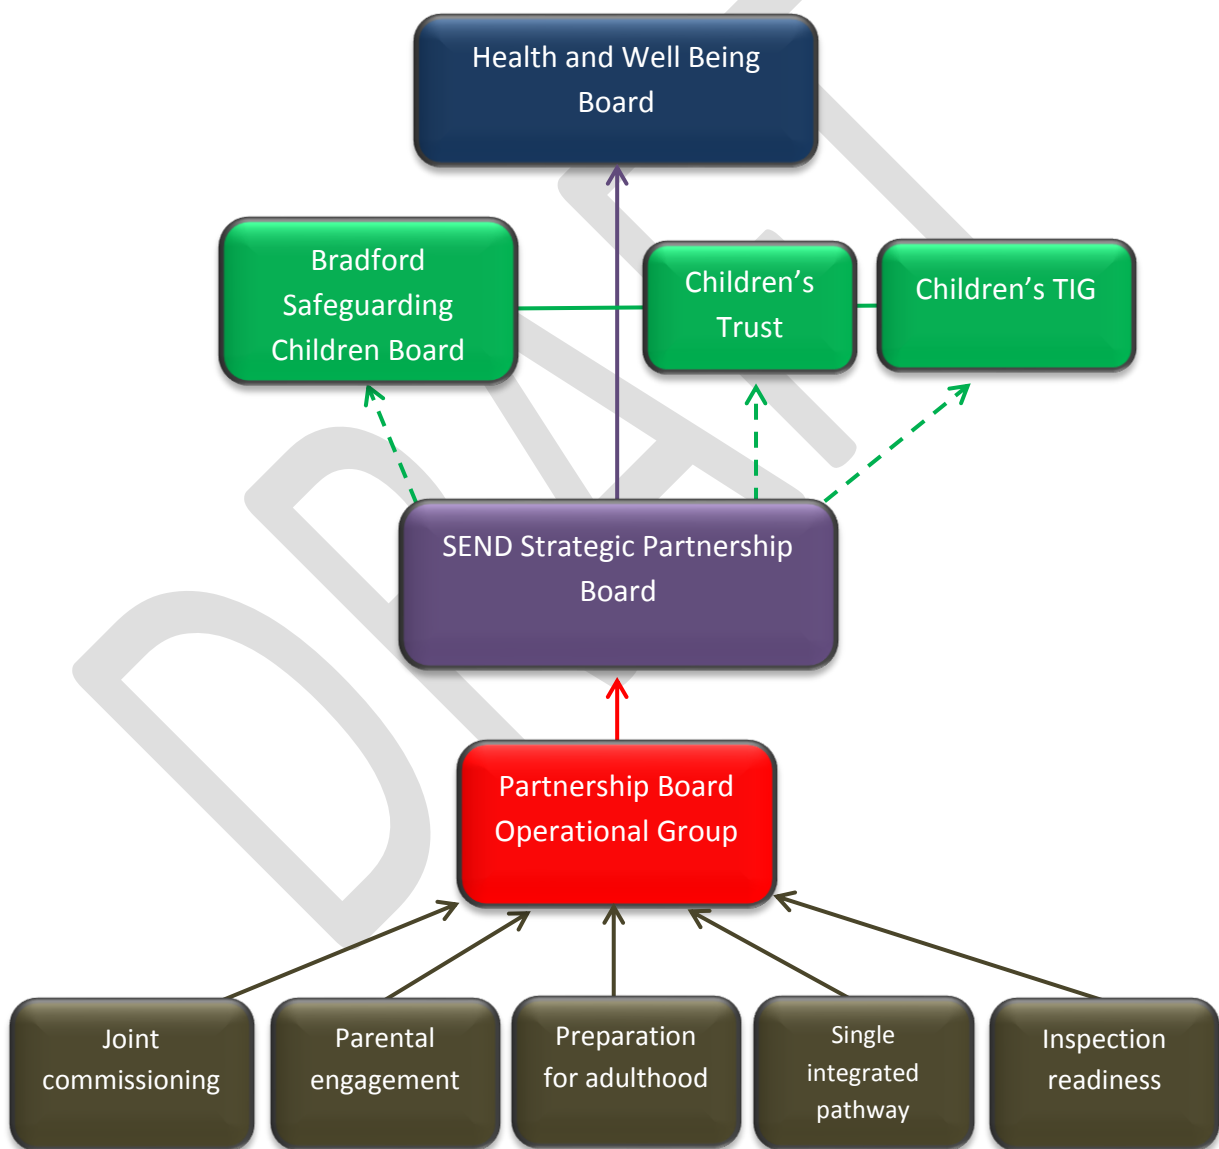 Health and Well Being
Board
Bradford
Safeguarding
Children Board
Children’s
Trust
Children’s TIG
SEND Strategic Partnership
Board
Partnership Board
Operational Group
Joint
commissioning
Parental
engagement
Preparation
for adulthood
Single
integrated
pathway
Inspection
readiness
DRAFT